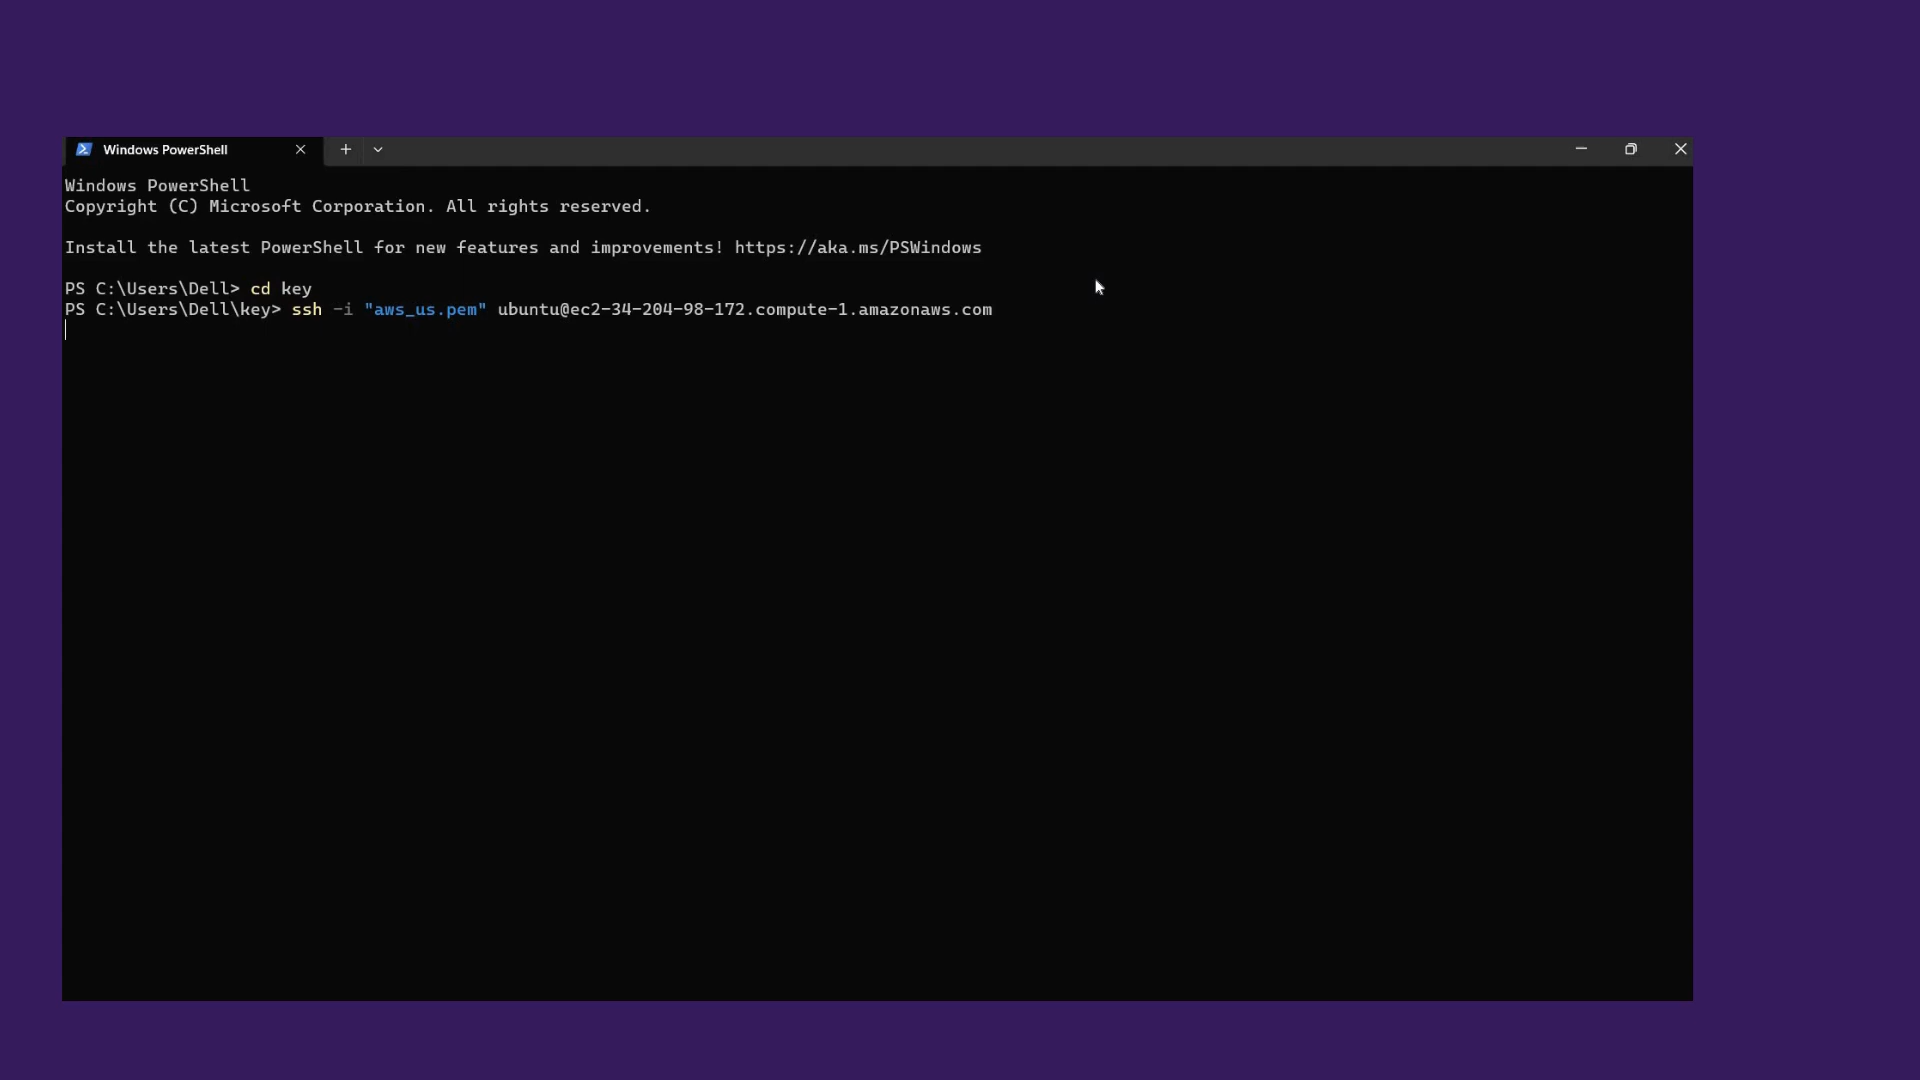 Windows PowerShell
Windows PowerShell
Copyright (C) Microsoft Corporation. All rights reserved.
Install the latest PowerShell for new features and improvements! https://aka.ms/PSWindows
PS C:\Users\Dell> cd key
PS C:\Users\Dell\key> ssh -i "aws_us.pem" ubuntu@ec2-34-204-98-172.compute-1.amazonaws.com